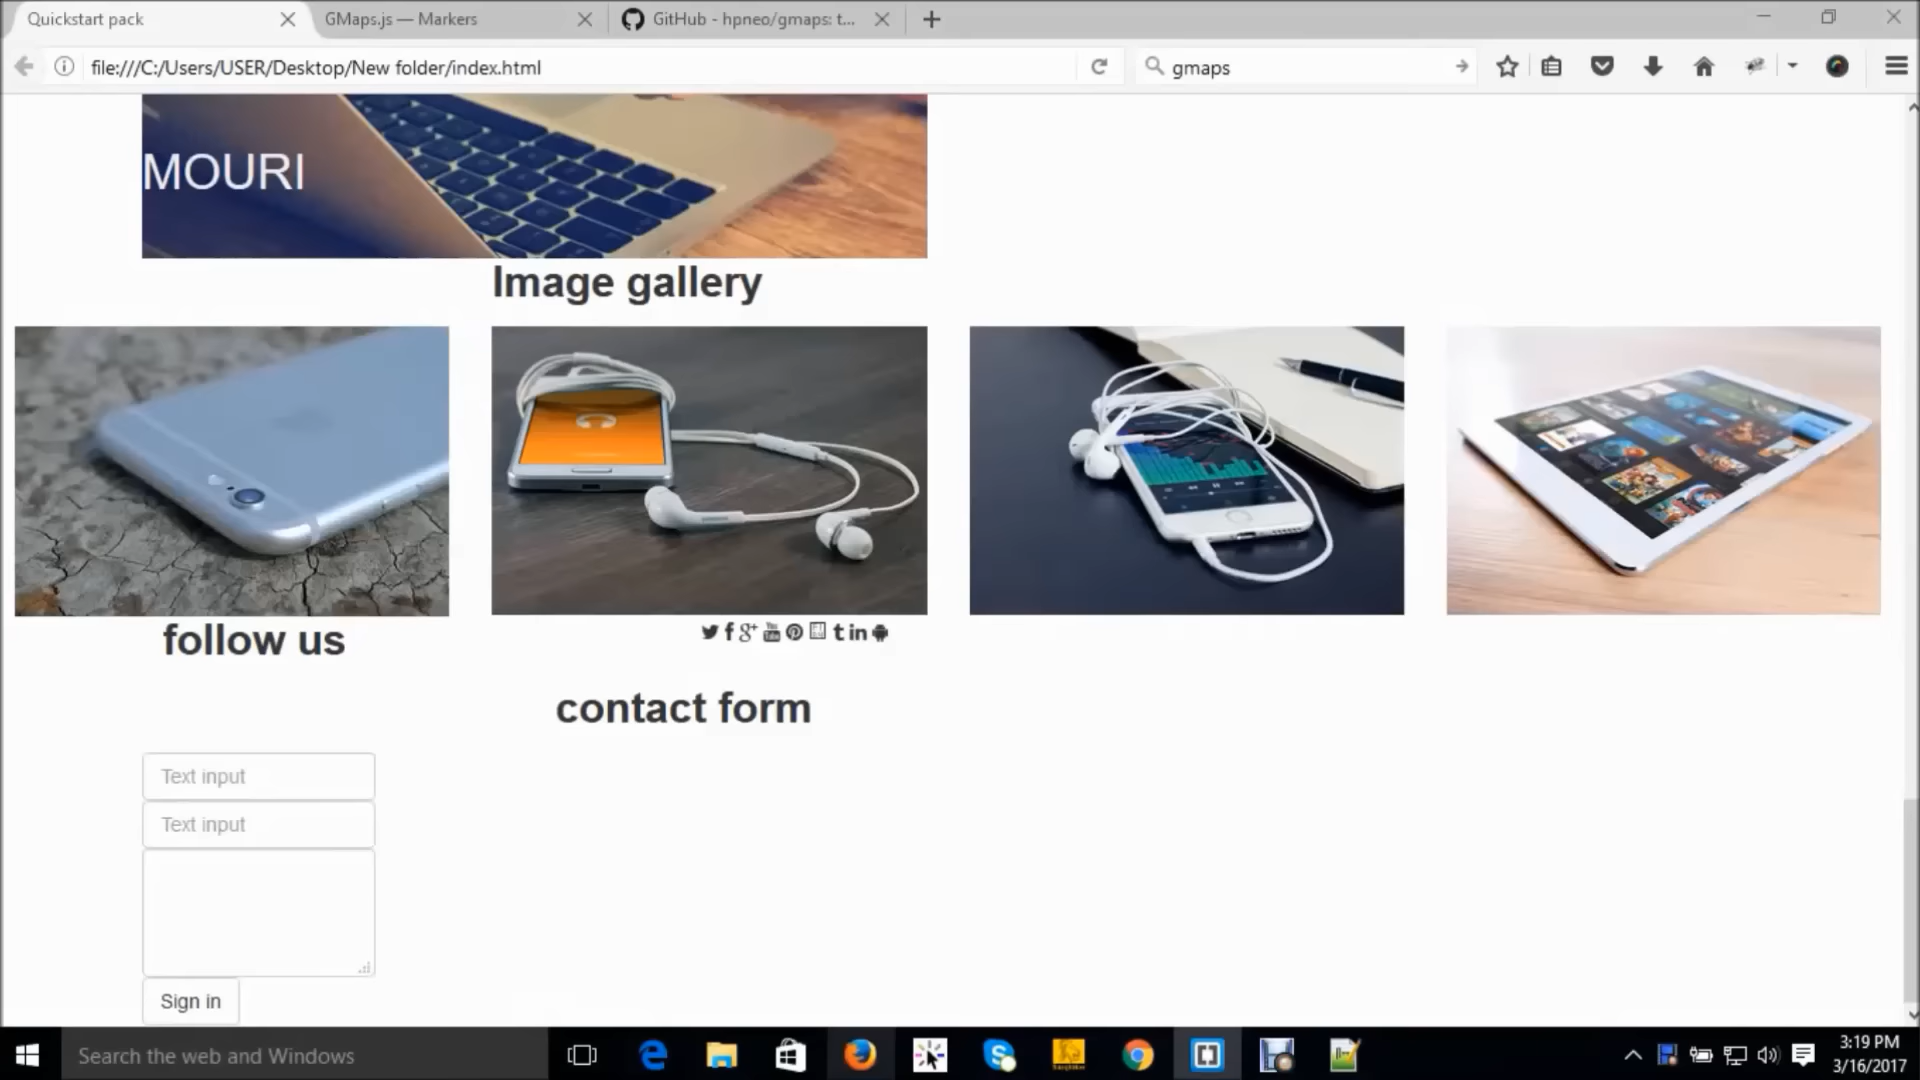 Quickstart pack
GMaps.js — Markers
GitHub - hpneo/gmaps: t...
file:///C:/Users/USER/Desktop/New folder/index.html
gmaps
MOURI
Image gallery
follow us
contact form
Text input
Text input
Sign in
Search the web and Windows
3:19 PM
3/16/2017